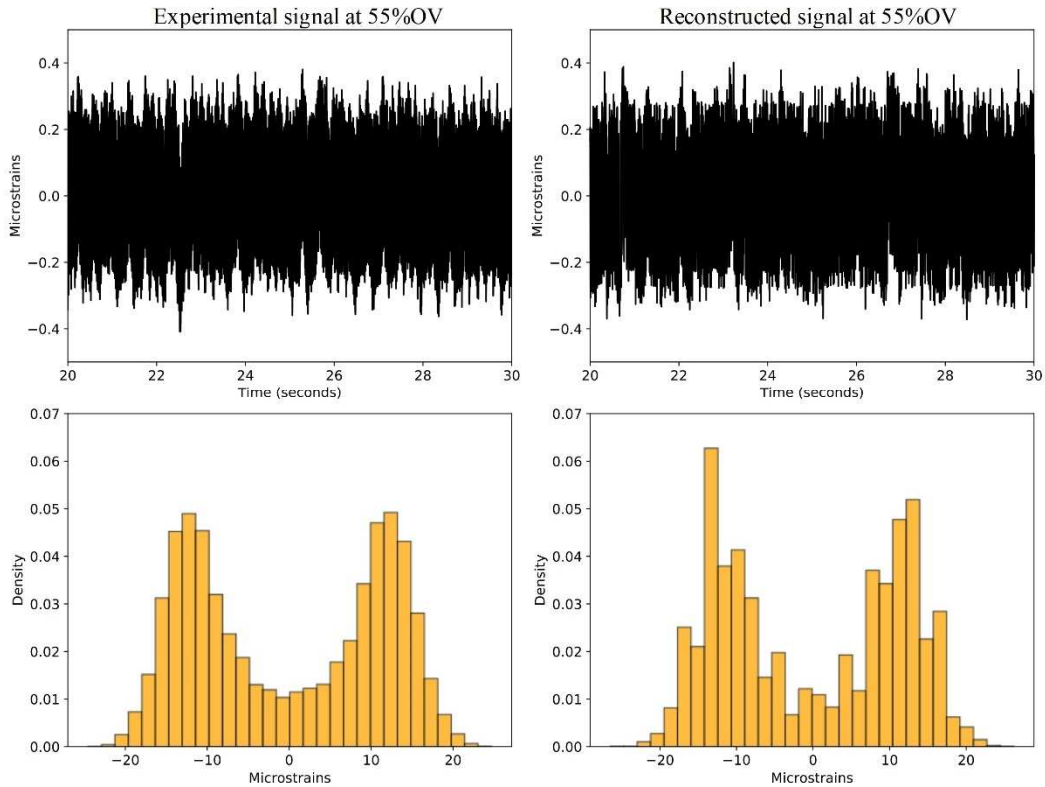 Experimental signal at 55%OV
0.4
0.2
0.0
−0.2
−0.4
Microstrains
20 22 24 26 28 30
Time (seconds)
Reconstructed signal at 55%OV
0.4
0.2
0.0
−0.2
−0.4
Microstrains
20 22 24 26 28 30
Time (seconds)
0.07
0.06
0.05
0.04
0.03
0.02
0.01
0.00
Density
−20 −10 0 10 20
Microstrains
0.07
0.06
0.05
0.04
0.03
0.02
0.01
0.00
Density
−20 −10 0 10 20
Microstrains